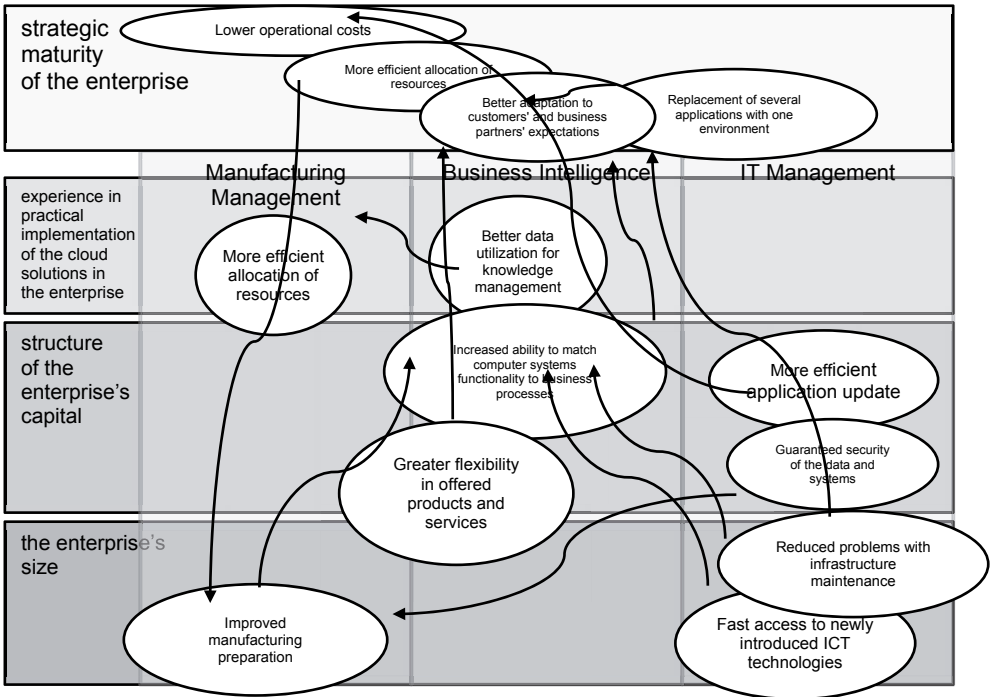 strategic
maturity
of the enterprise
Lower operational costs
More efficient allocation of
resources
Better adaptation to
customers' and business
partners' expectations
Replacement of several
applications with one
environment
Manufacturing
Management
Business Intelligence
IT Management
experience in
practical
implementation
of the cloud
solutions in
the enterprise
More efficient
allocation of
resources
Better data
utilization for
knowledge
management
structure
of the
enterprise’s
capital
Increased ability to match
computer systems
functionality to business
processes
More efficient
application update
Guaranteed security
of the data and
systems
Greater flexibility
in offered
products and
services
the enterprise’s
size
Reduced problems with
infrastructure
maintenance
Improved
manufacturing
preparation
Fast access to newly
introduced ICT
technologies